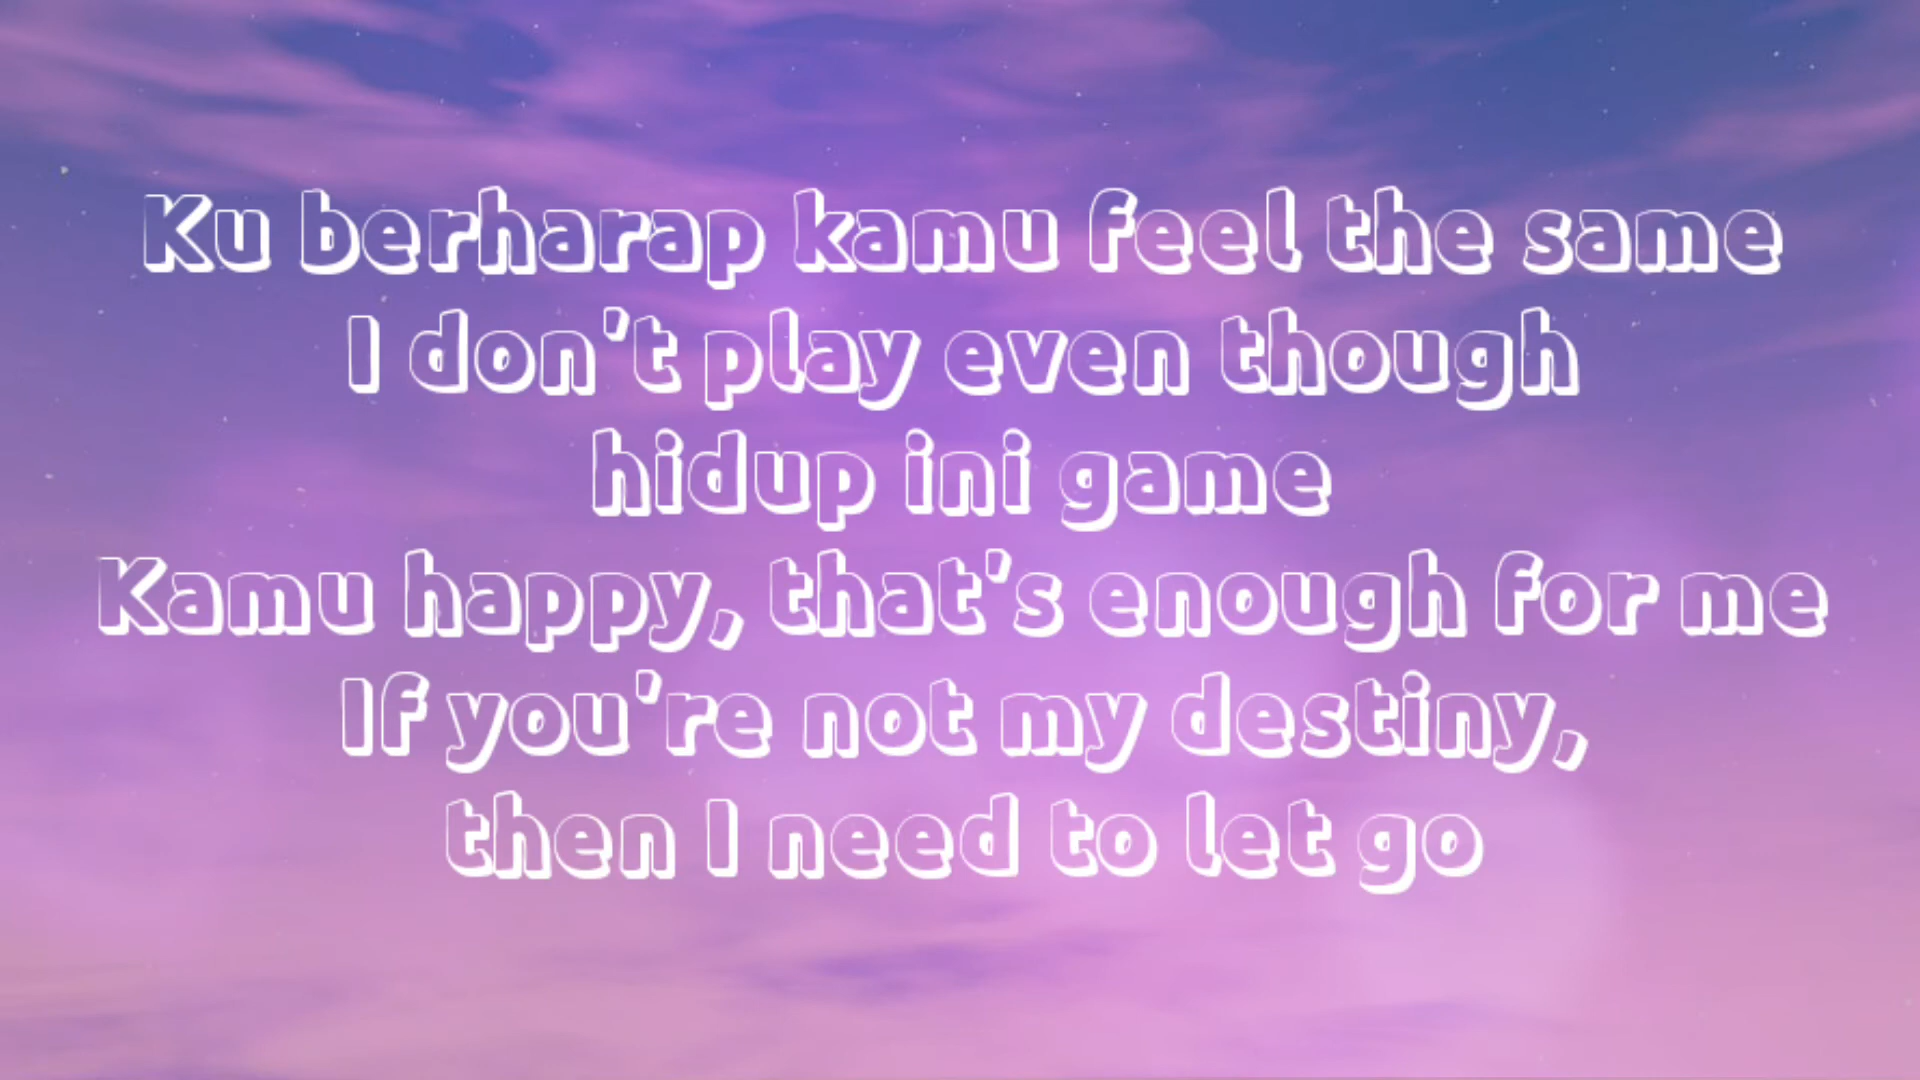 Ku berharap kamu feel the same
I don't play even though
hidup ini game
Kamu happy, that's enough for me
If you're not my destiny,
then I need to let go